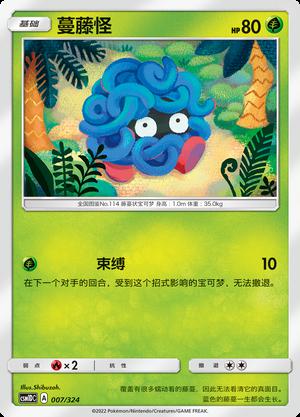 基础 蔓藤怪 HP80
全国图鉴No.114 藤蔓状宝可梦 身高：1.0m 体重：35.0kg
束缚 10
在下一个对手的回合，受到这个招式影响的宝可梦，无法撤退。
Illus.Shibuzoh.
弱点 ×2 抗性 撤退
CSM1DC A 007/324
覆盖有很多蠕动着的藤蔓。因此无法看清它的真面目。
蓝色的藤蔓一生都会生长。
©2022 Pokémon/Nintendo/Creatures/GAME FREAK.